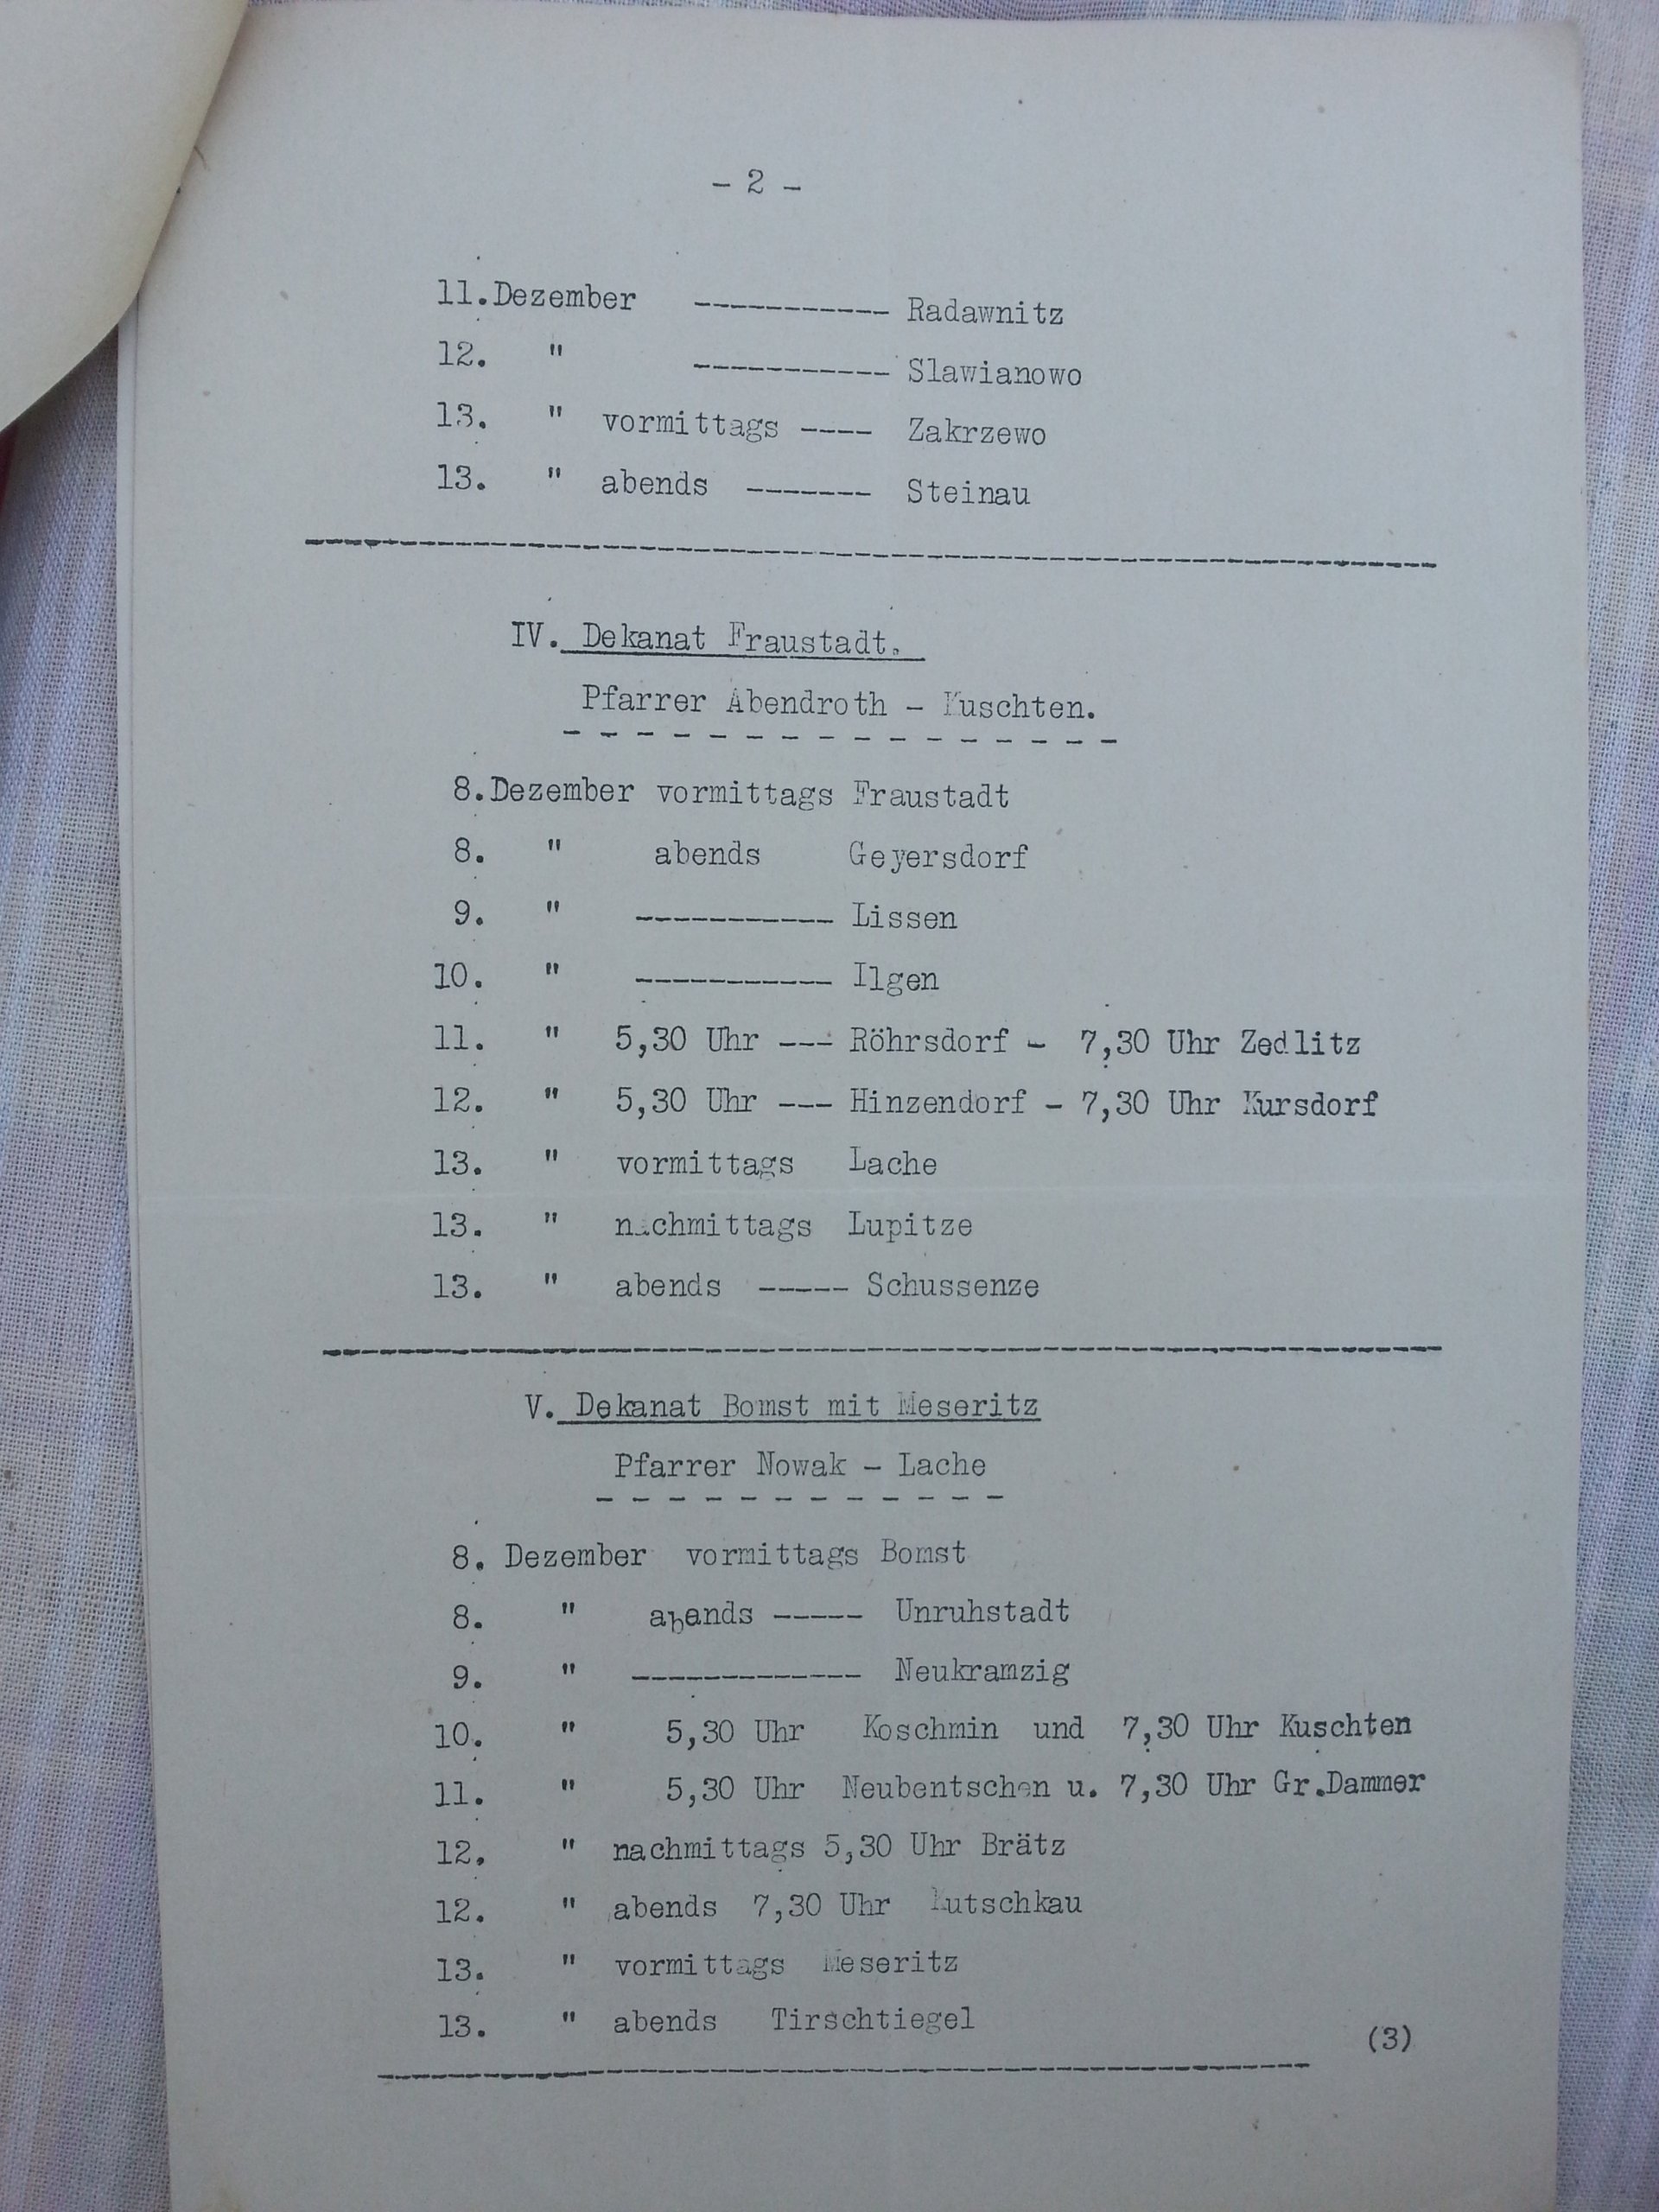 - 2 -
11.Dezember ----------- Radawnitz
12. " ----------- Slawianowo
13. " vormittags ---- Zakrzewo
13. " abends ------- Steinau
IV. Dekanat Fraustadt.
Pfarrer Abendroth - Kuschten.
8.Dezember vormittags Fraustadt
8. " abends Geyersdorf
9. " ----------- Lissen
10. " ----------- Ilgen
11. " 5,30 Uhr --- Röhrsdorf - 7,30 Uhr Zedlitz
12. " 5,30 Uhr --- Hinzendorf - 7,30 Uhr Kursdorf
13. " vormittags Lache
13. " nachmittags Lupitze
13. " abends ----- Schussenze
V. Dekanat Bomst mit Meseritz
Pfarrer Nowak - Lache
8. Dezember vormittags Bomst
8. " abends ----- Unruhstadt
9. " ------------- Neukramzig
10. " 5,30 Uhr Koschmin und 7,30 Uhr Kuschten
11. " 5,30 Uhr Neubentschen u. 7,30 Uhr Gr.Dammer
12. " nachmittags 5,30 Uhr Brätz
12. " abends 7,30 Uhr Kutschkau
13. " vormittags Meseritz
13. " abends Tirschtiegel
(3)